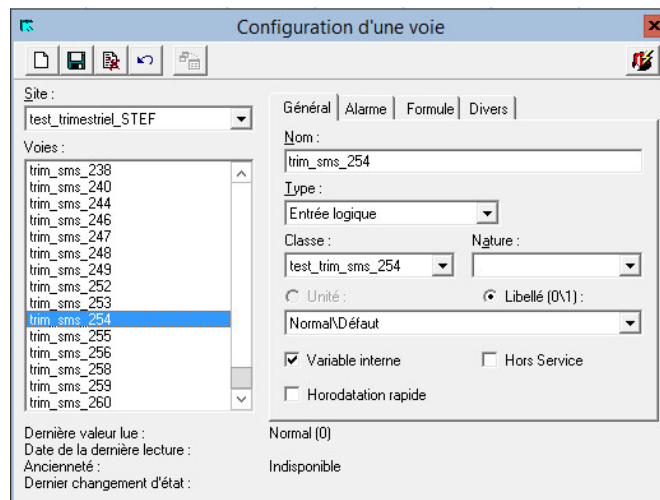 Configuration d'une voie
Site :
test_trimestriel_STEF
Voies :
trim_sms_238
trim_sms_240
trim_sms_244
trim_sms_246
trim_sms_247
trim_sms_248
trim_sms_249
trim_sms_252
trim_sms_253
trim_sms_254
trim_sms_255
trim_sms_256
trim_sms_258
trim_sms_259
trim_sms_260
Général Alarme Formule Divers
Nom :
trim_sms_254
Type :
Entrée logique
Classe : Nature :
test_trim_sms_254
Unité : Libellé (0\1) :
Normal\Défaut
Variable interne Hors Service
Horodatation rapide
Dernière valeur lue : Normal (0)
Date de la dernière lecture :
Ancienneté : Indisponible
Dernier changement d'état :